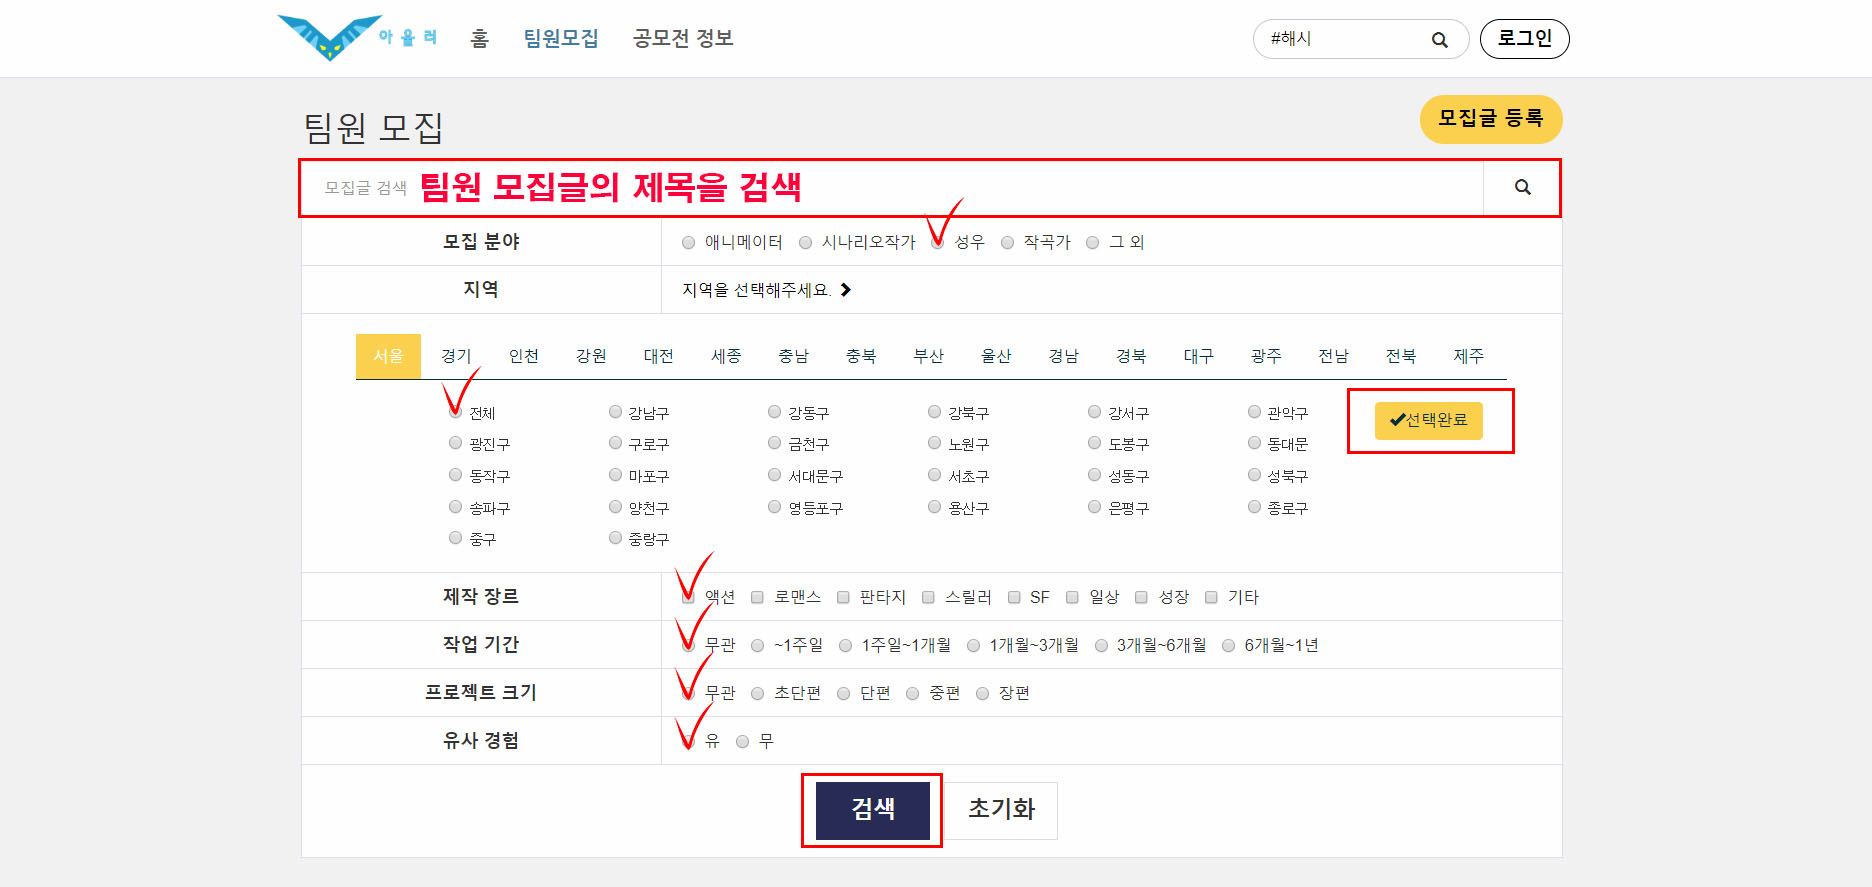 아울러 홈 팀원모집 공모전 정보 #해시 로그인
팀원 모집 모집글 등록
모집글 검색 팀원 모집글의 제목을 검색
모집 분야 애니메이터 시나리오작가 성우 작곡가 그 외
지역 지역을 선택해주세요.
서울 경기 인천 강원 대전 세종 충남 충북 부산 울산 경남 경북 대구 광주 전남 전북 제주
전체 강남구 강동구 강북구 강서구 관악구 선택완료
광진구 구로구 금천구 노원구 도봉구 동대문
동작구 마포구 서대문구 서초구 성동구 성북구
송파구 양천구 영등포구 용산구 은평구 종로구
중구 중랑구
제작 장르 액션 로맨스 판타지 스릴러 SF 일상 성장 기타
작업 기간 무관 ~1주일 1주일~1개월 1개월~3개월 3개월~6개월 6개월~1년
프로젝트 크기 무관 초단편 단편 중편 장편
유사 경험 유 무
검색 초기화